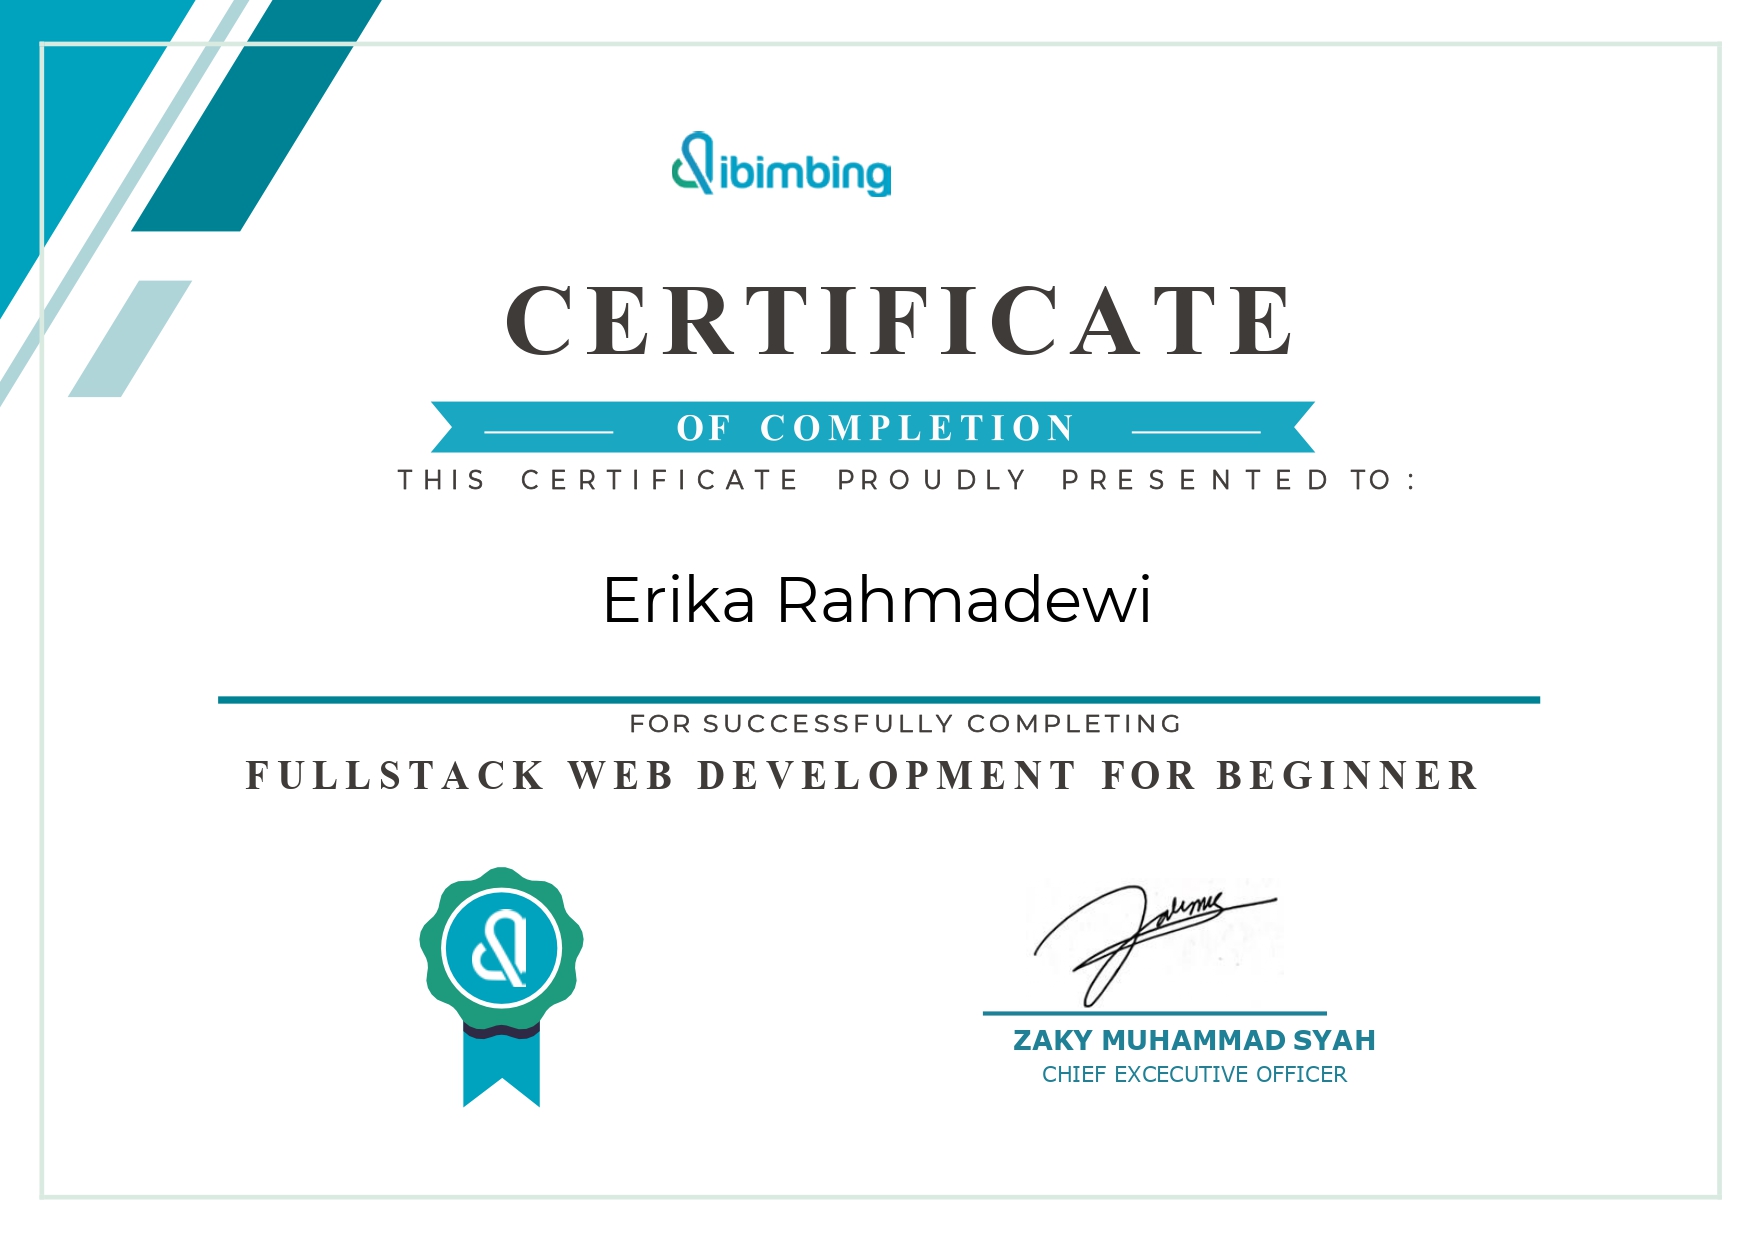 dibimbing
CERTIFICATE
OF COMPLETION
THIS CERTIFICATE PROUDLY PRESENTED TO :
Erika Rahmadewi
FOR SUCCESSFULLY COMPLETING
FULLSTACK WEB DEVELOPMENT FOR BEGINNER
ZAKY MUHAMMAD SYAH
CHIEF EXCECUTIVE OFFICER